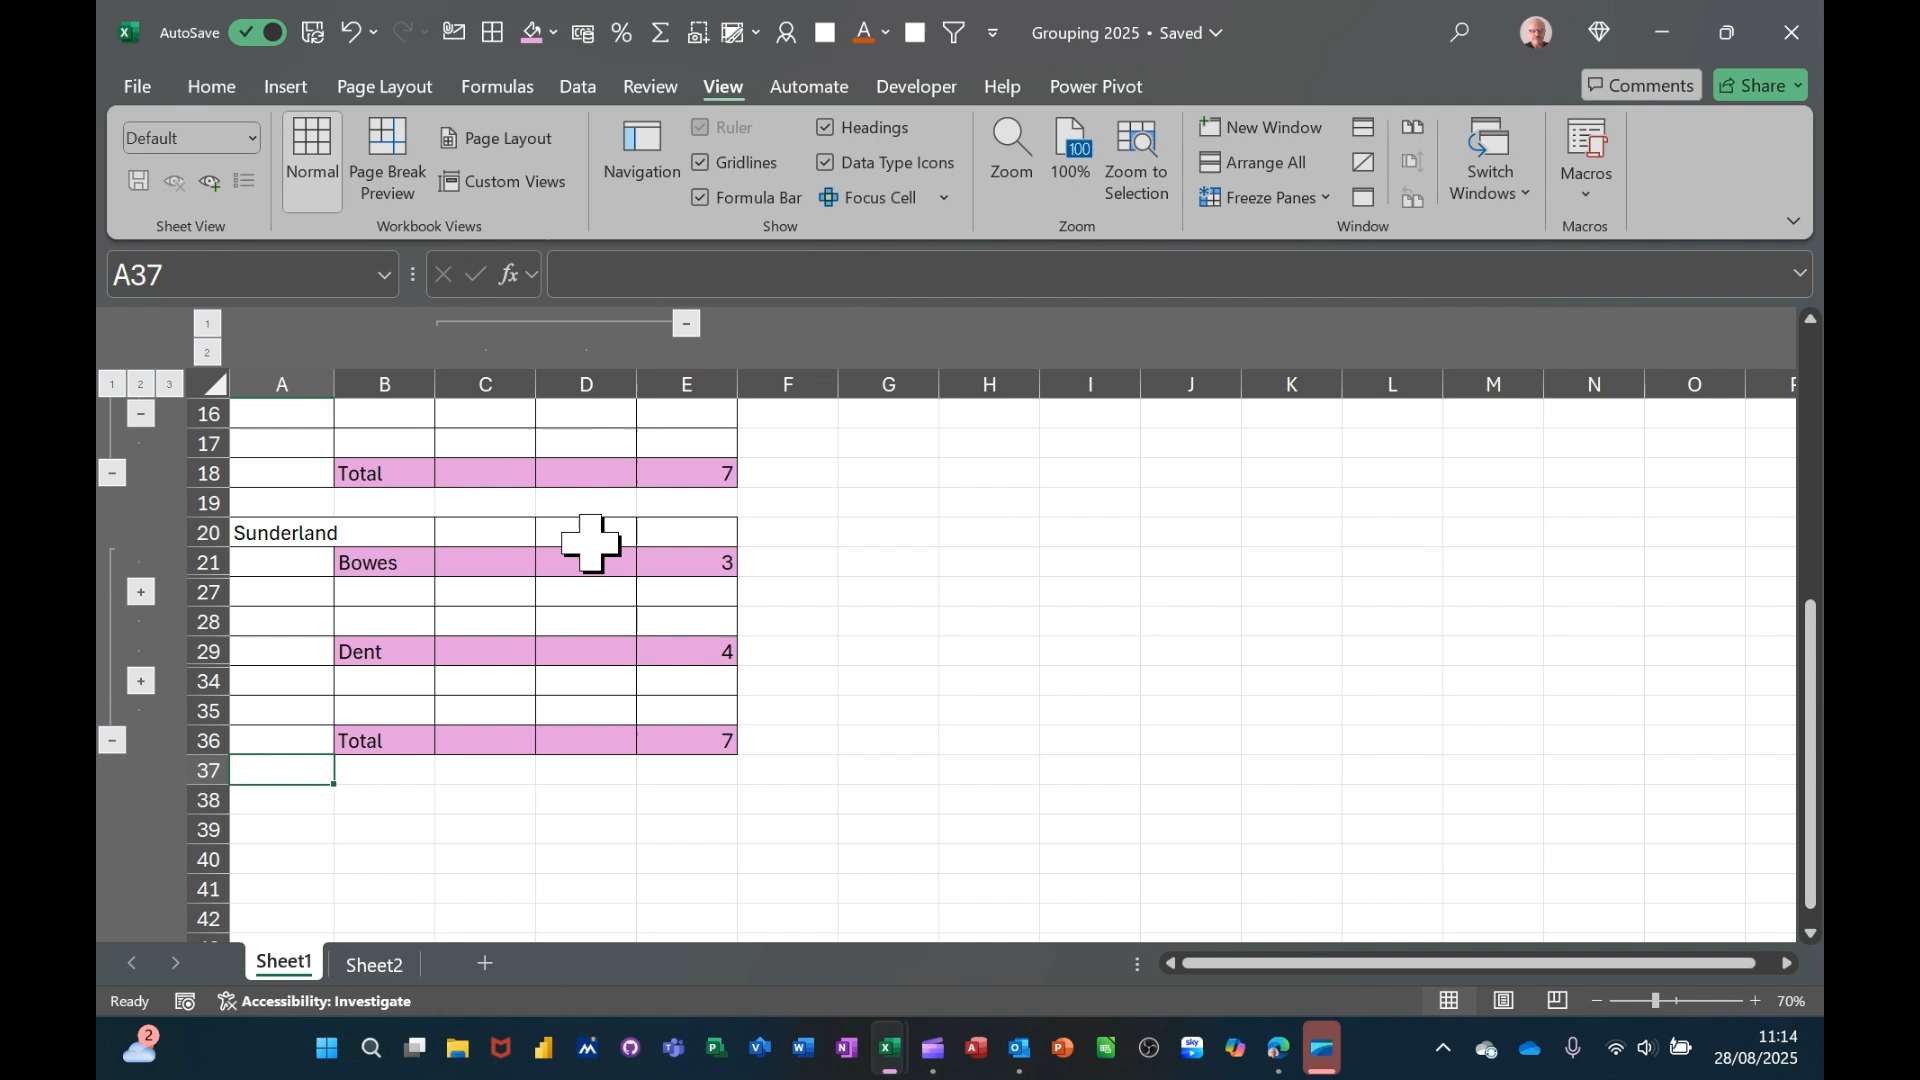 AutoSave
Grouping 2025 • Saved
File Home Insert Page Layout Formulas Data Review View Automate Developer Help Power Pivot
Comments Share
Default
Sheet View
Normal
Page Break Preview
Page Layout
Custom Views
Workbook Views
Navigation
Ruler
Gridlines
Formula Bar
Headings
Data Type Icons
Focus Cell
Show
Zoom
100
100%
Zoom to Selection
Zoom
New Window
Arrange All
Freeze Panes
Window
Switch Windows
Macros
Macros
A37
fx
1
2
1 2 3
A B C D E F G H I J K L M N O
16
17
18 Total 7
19
20 Sunderland
21 Bowes 3
27
28
29 Dent 4
34
35
36 Total 7
37
38
39
40
41
42
Sheet1 Sheet2
Ready
Accessibility: Investigate
70%
2
sky
11:14
28/08/2025